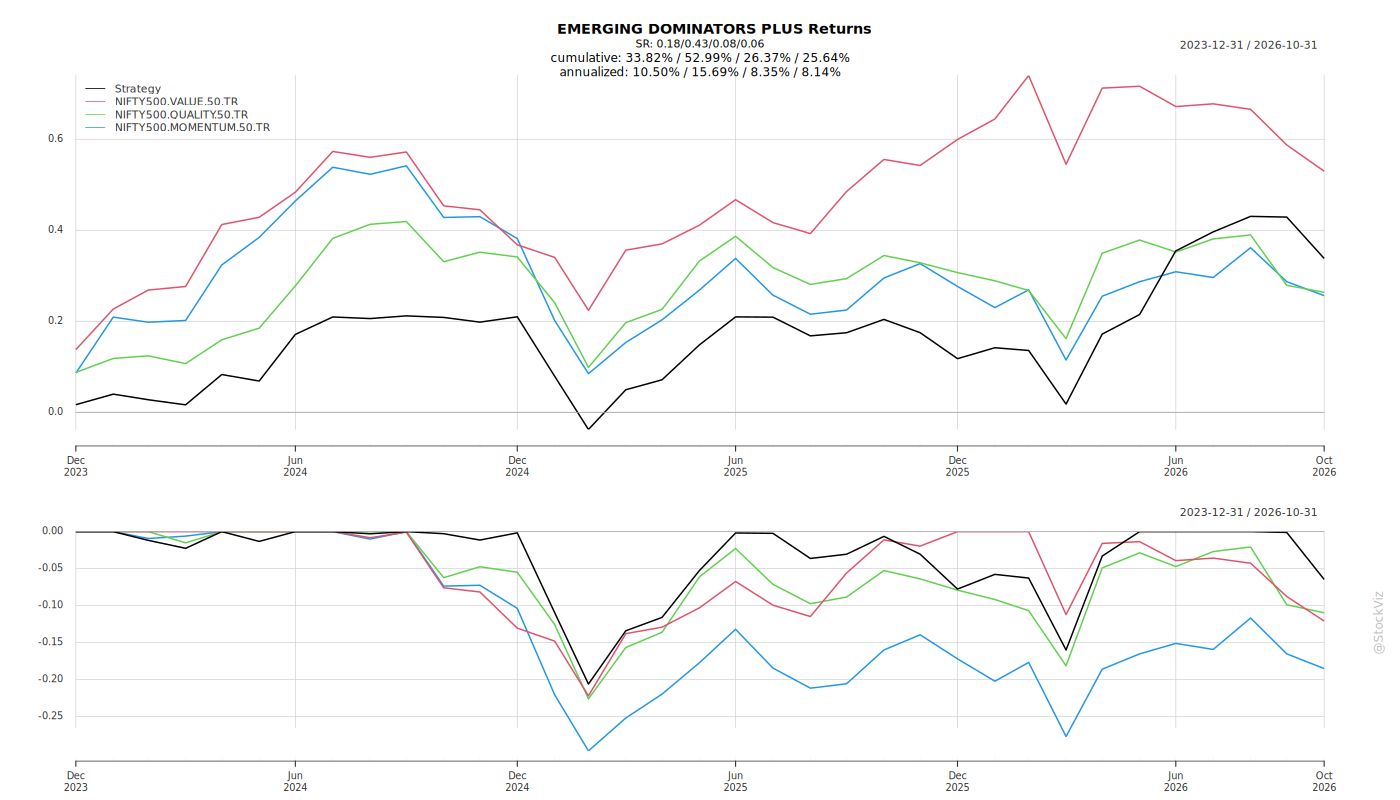 EMERGING DOMINATORS PLUS Returns
SR: 0.18/0.43/0.08/0.06
cumulative: 33.82% / 52.99% / 26.37% / 25.64%
annualized: 10.50% / 15.69% / 8.35% / 8.14%
2023-12-31 / 2026-10-31
Strategy
NIFTY500.VALUE.50.TR
NIFTY500.QUALITY.50.TR
NIFTY500.MOMENTUM.50.TR
0.6
0.4
0.2
0.0
Dec Jun Dec Jun Dec Jun Oct
2023 2024 2024 2025 2025 2026 2026
2023-12-31 / 2026-10-31
0.00
-0.05
-0.10
-0.15
-0.20
-0.25
Dec Jun Dec Jun Dec Jun Oct
2023 2024 2024 2025 2025 2026 2026
@StockViz